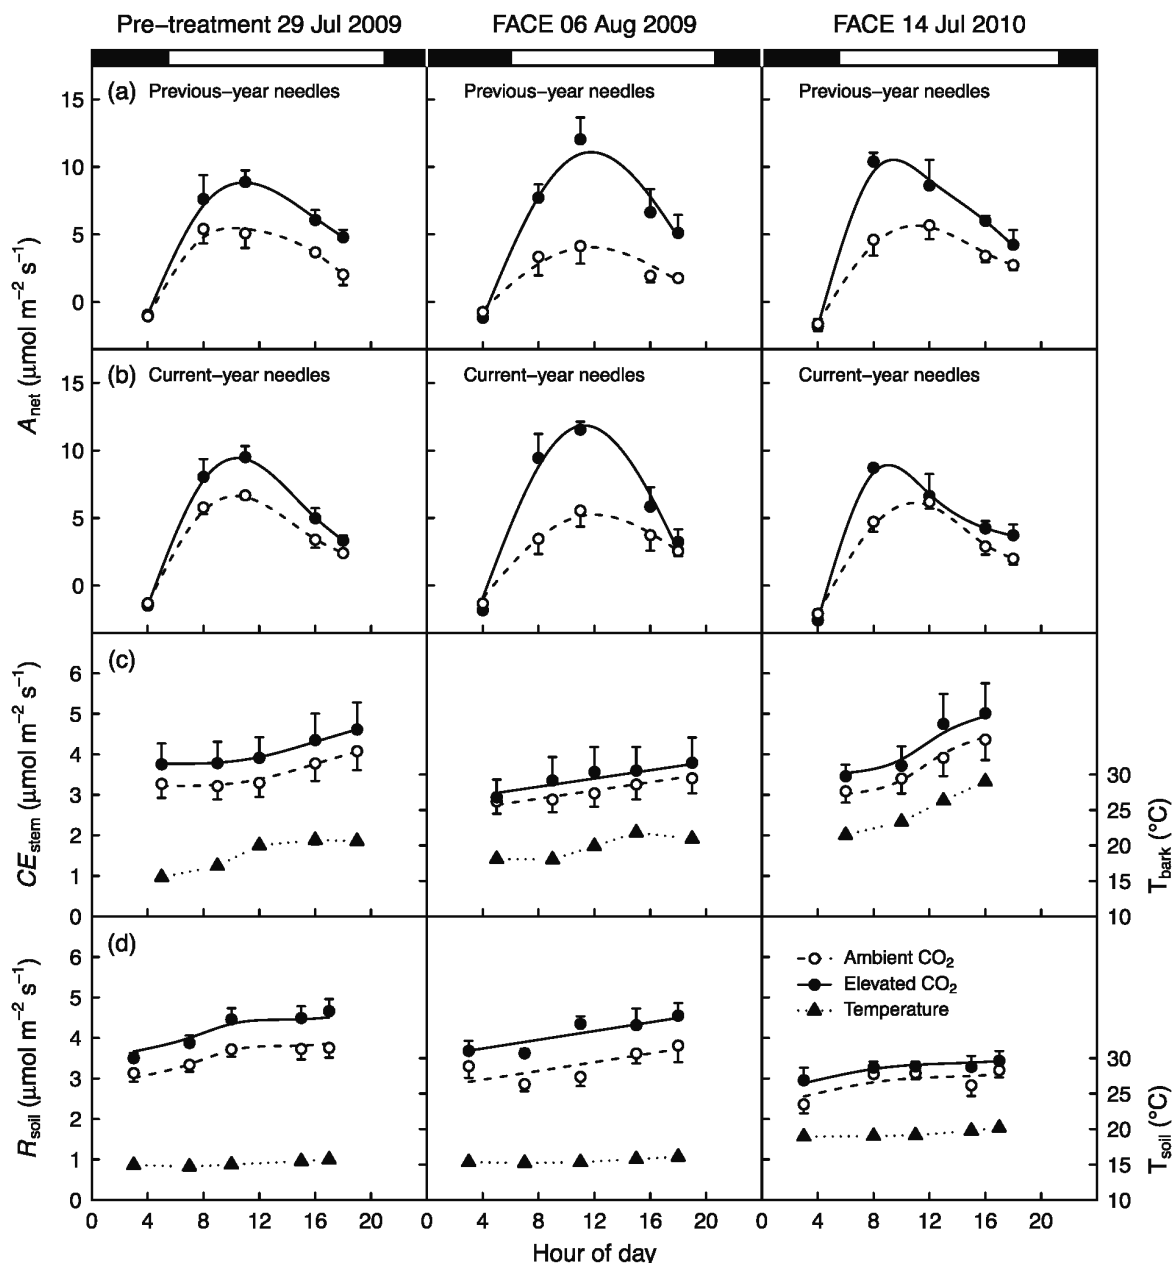 Pre–treatment 29 Jul 2009
FACE 06 Aug 2009
FACE 14 Jul 2010
(a) Previous–year needles
Previous–year needles
Previous–year needles
15
10
5
0
(b) Current–year needles
Current–year needles
Current–year needles
15
10
5
0
A_net (μmol m⁻² s⁻¹)
(c)
6
5
4
3
2
1
0
CE_stem (μmol m⁻² s⁻¹)
30
25
20
15
10
T_bark (°C)
(d)
6
5
4
3
2
1
0
R_soil (μmol m⁻² s⁻¹)
Ambient CO₂
Elevated CO₂
Temperature
30
25
20
15
10
T_soil (°C)
0 4 8 12 16 20
0 4 8 12 16 20
0 4 8 12 16 20
Hour of day